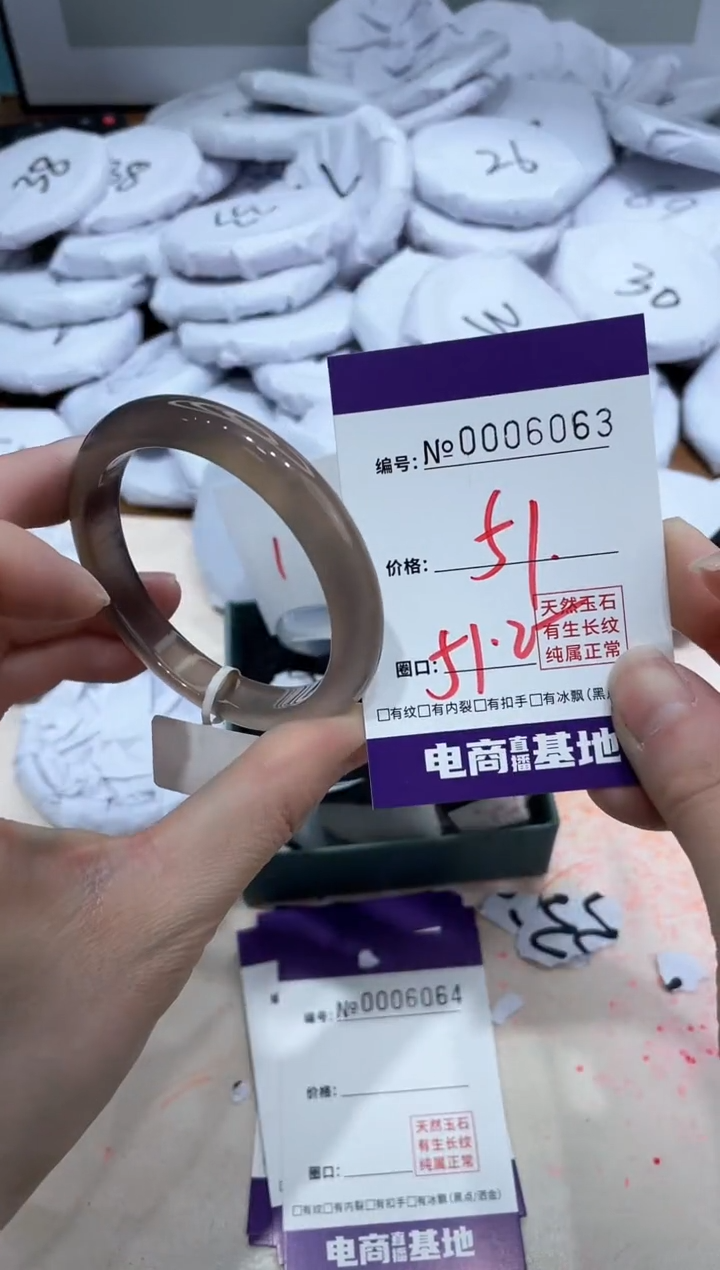 38
38
26
30
编号:
№0006063
价格:
51.
圈口:
51.2
天然玉石
有生长纹
纯属正常
□有纹□有内裂□有扣手□有冰飘(黑
电商直播基地
1
编号:
№0006064
价格:
天然玉石
有生长纹
纯属正常
圈口:
□有纹□有内裂□有扣手□有冰飘(黑点/洒金)
电商直播基地